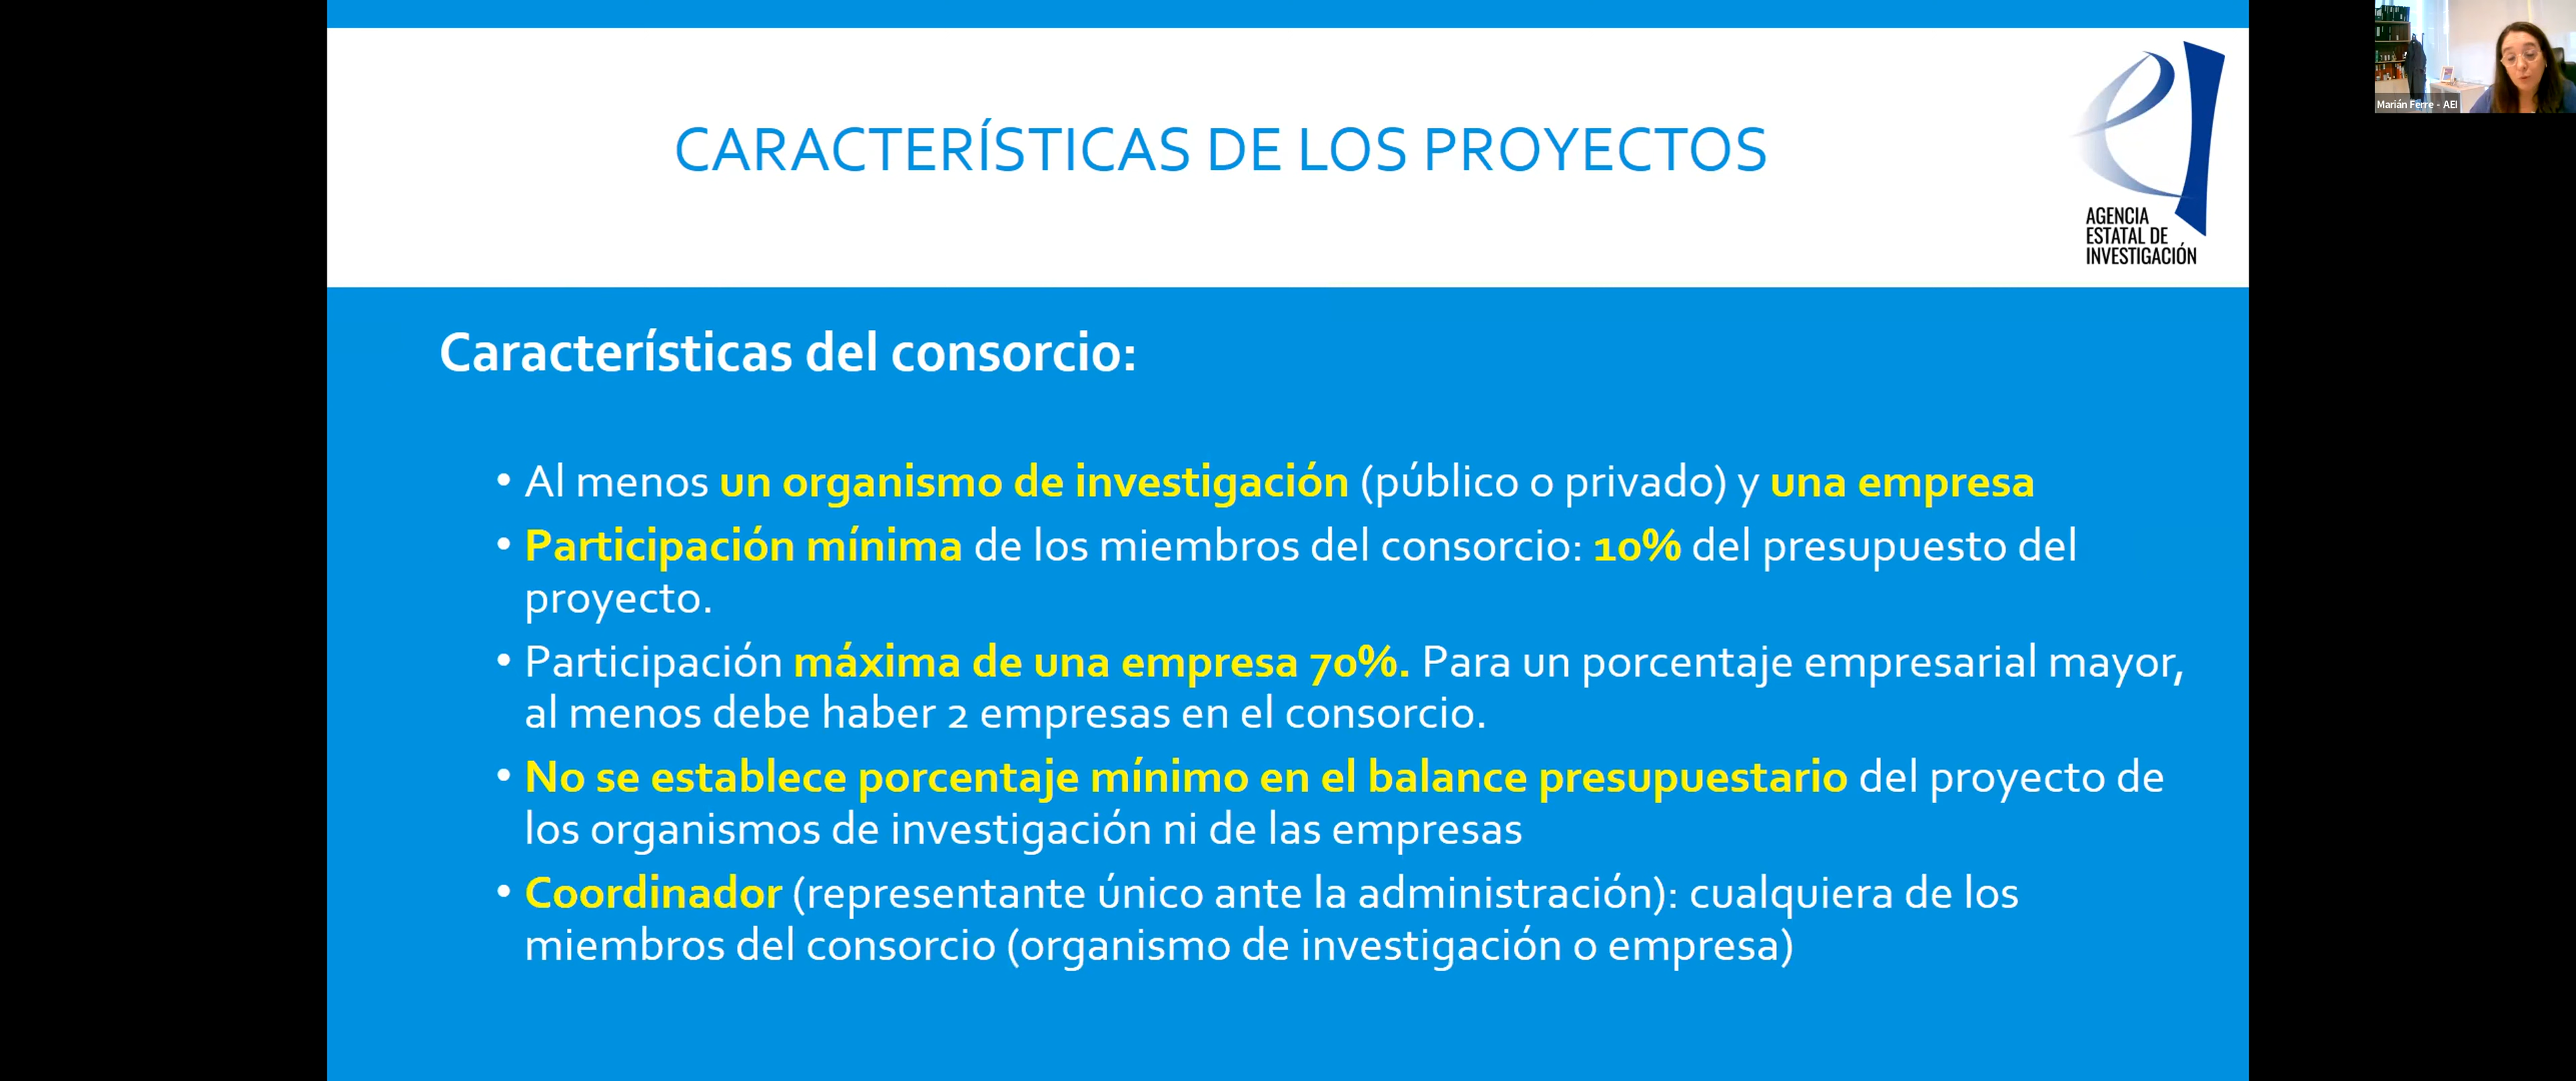 CARACTERÍSTICAS DE LOS PROYECTOS
AGENCIA
ESTATAL DE
INVESTIGACIÓN
Marián Ferre - AEI
Características del consorcio:
• Al menos un organismo de investigación (público o privado) y una empresa
• Participación mínima de los miembros del consorcio: 10% del presupuesto del
proyecto.
• Participación máxima de una empresa 70%. Para un porcentaje empresarial mayor,
al menos debe haber 2 empresas en el consorcio.
• No se establece porcentaje mínimo en el balance presupuestario del proyecto de
los organismos de investigación ni de las empresas
• Coordinador (representante único ante la administración): cualquiera de los
miembros del consorcio (organismo de investigación o empresa)